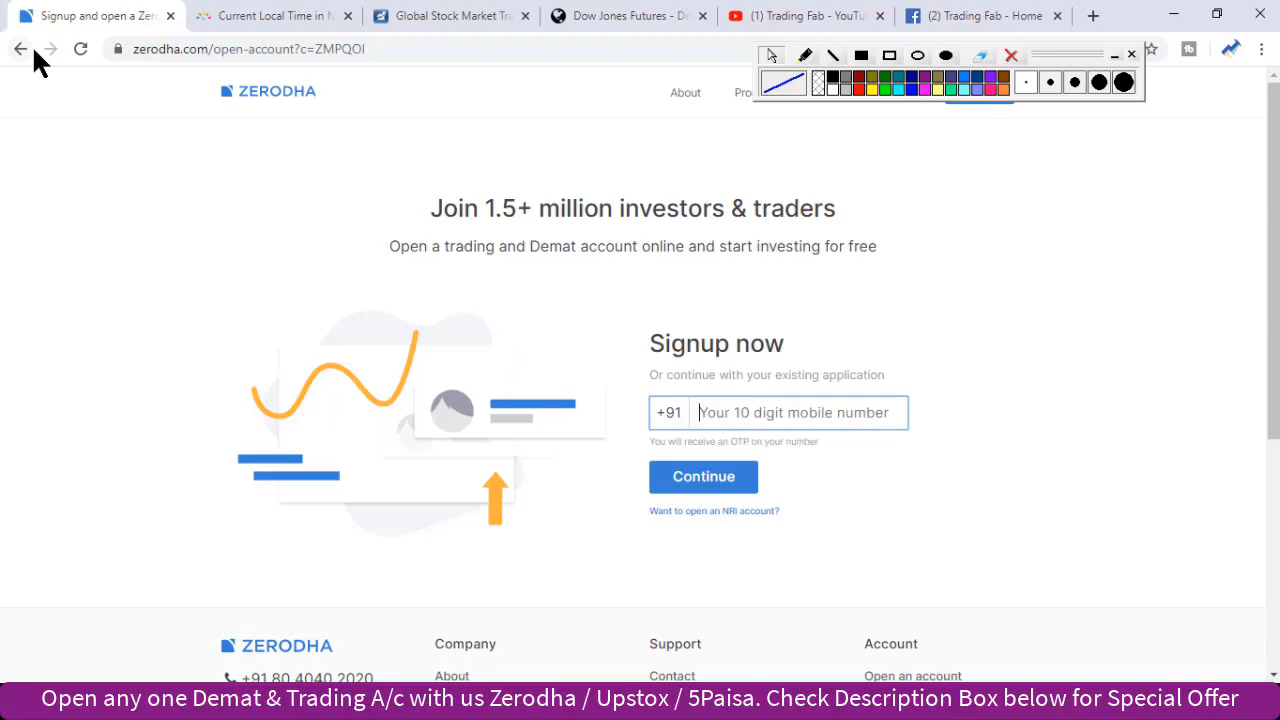 Signup and open a Zer
Current Local Time in N
Global Stock Market Tra
Dow Jones Futures - Do
(1) Trading Fab - YouTu
(2) Trading Fab - Home
zerodha.com/open-account?c=ZMPQOI
ZERODHA
About
Pro
Join 1.5+ million investors & traders
Open a trading and Demat account online and start investing for free
Signup now
Or continue with your existing application
+91 Your 10 digit mobile number
You will receive an OTP on your number
Continue
Want to open an NRI account?
ZERODHA
Company
Support
Account
+91 80 4040 2020
About
Contact
Open an account
Open any one Demat & Trading A/c with us Zerodha / Upstox / 5Paisa. Check Description Box below for Special Offer